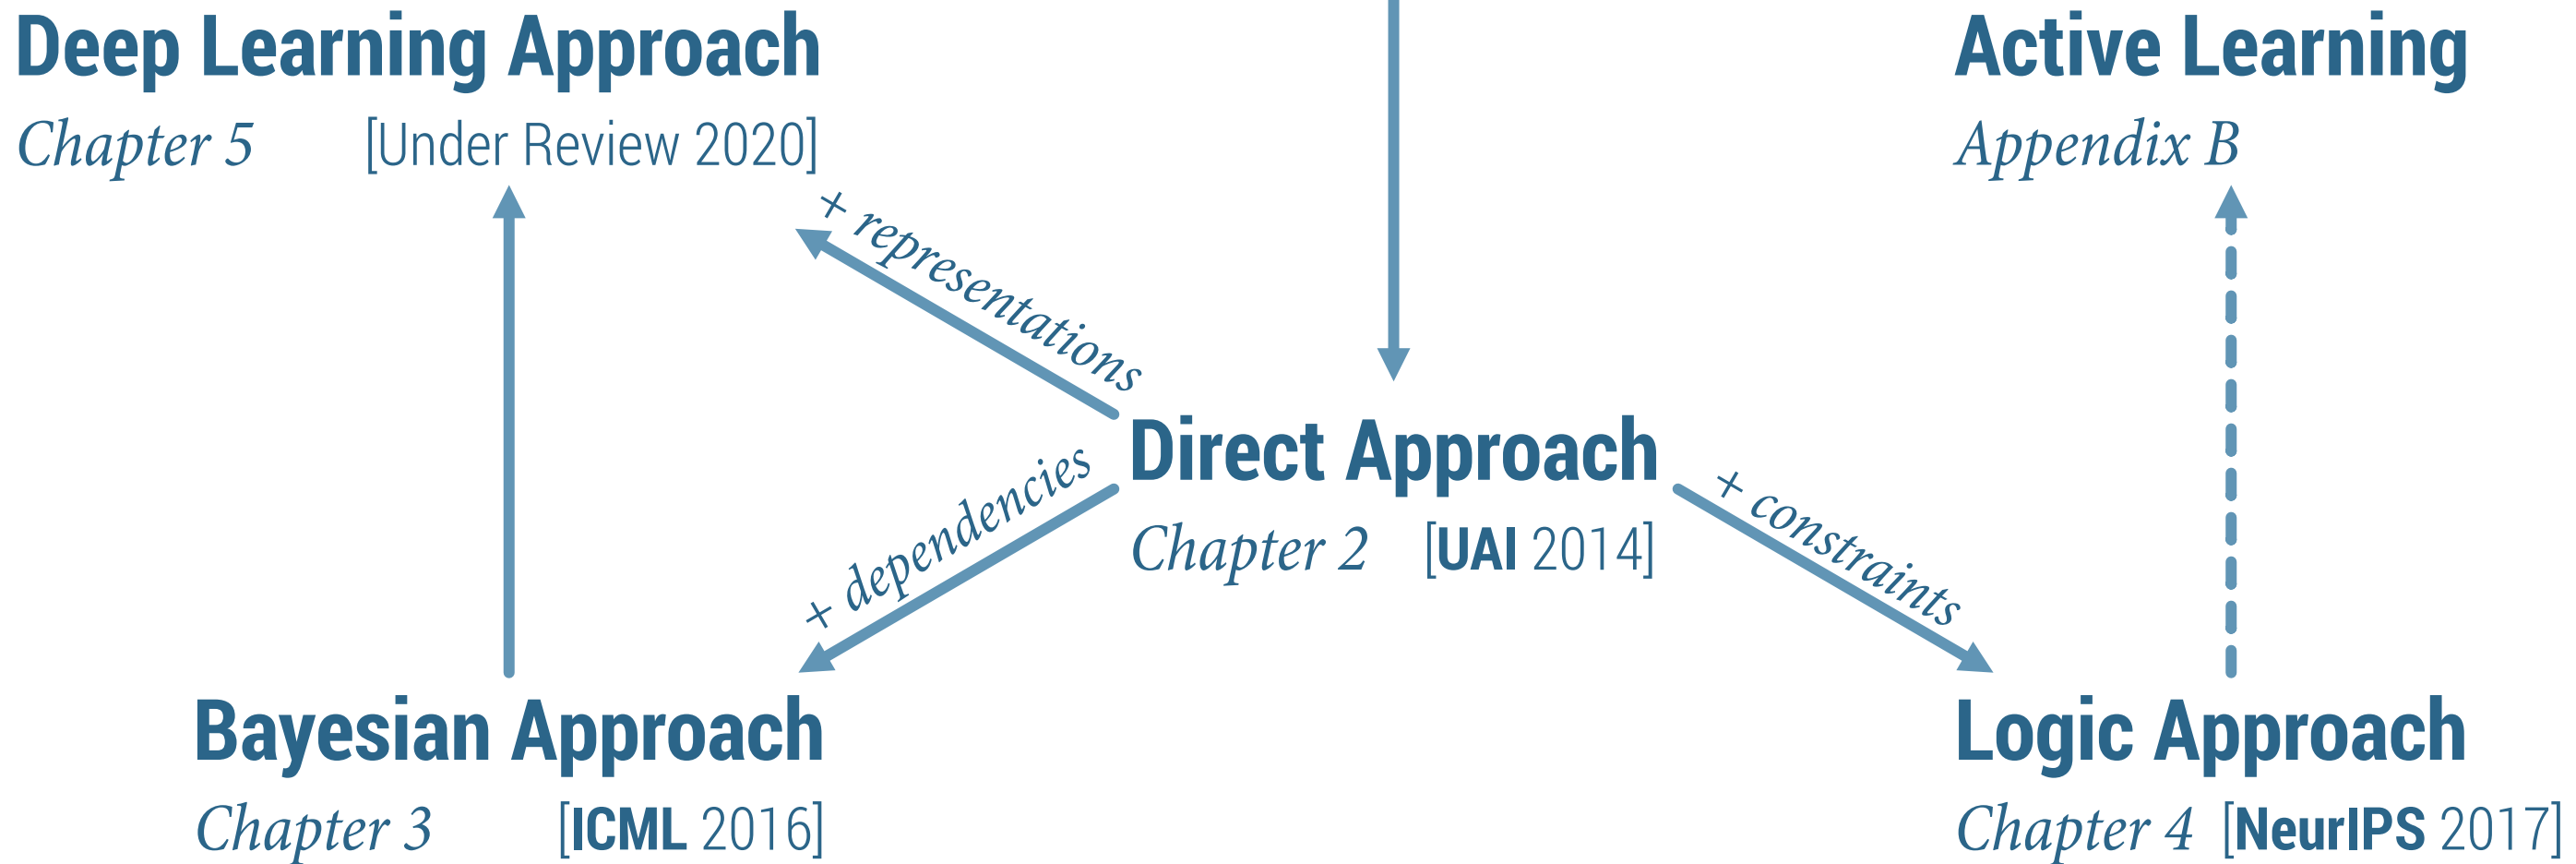 Deep Learning Approach
Chapter 5 [Under Review 2020]
Active Learning
Appendix B
+ representations
+ dependencies
Direct Approach
Chapter 2 [UAI 2014]
+ constraints
Bayesian Approach
Chapter 3 [ICML 2016]
Logic Approach
Chapter 4 [NeurIPS 2017]